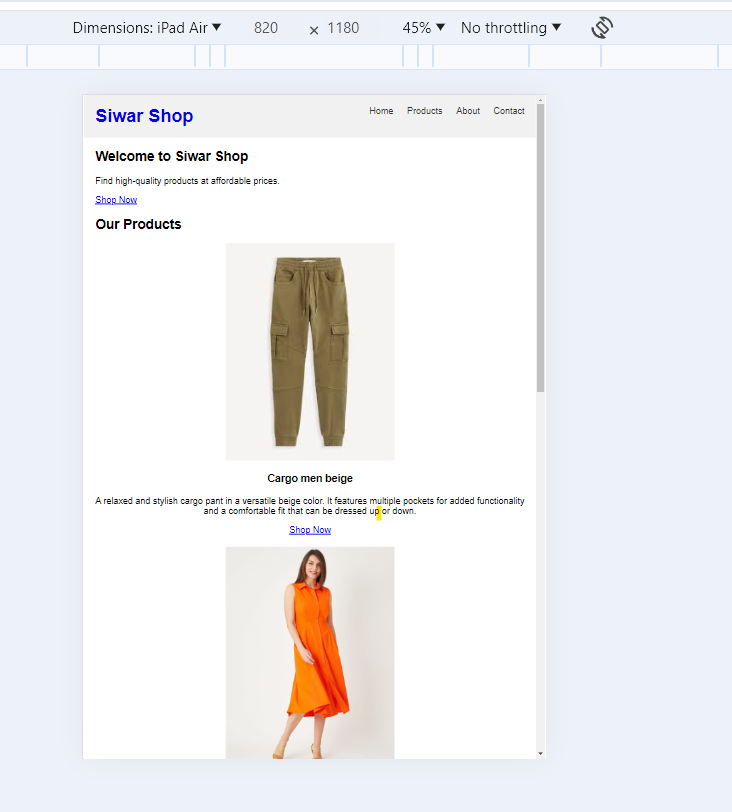 Dimensions: iPad Air ▼ 820 × 1180 45% ▼ No throttling ▼
Siwar Shop
Home Products About Contact
Welcome to Siwar Shop
Find high-quality products at affordable prices.
Shop Now
Our Products
Cargo men beige
A relaxed and stylish cargo pant in a versatile beige color. It features multiple pockets for added functionality
and a comfortable fit that can be dressed up or down.
Shop Now